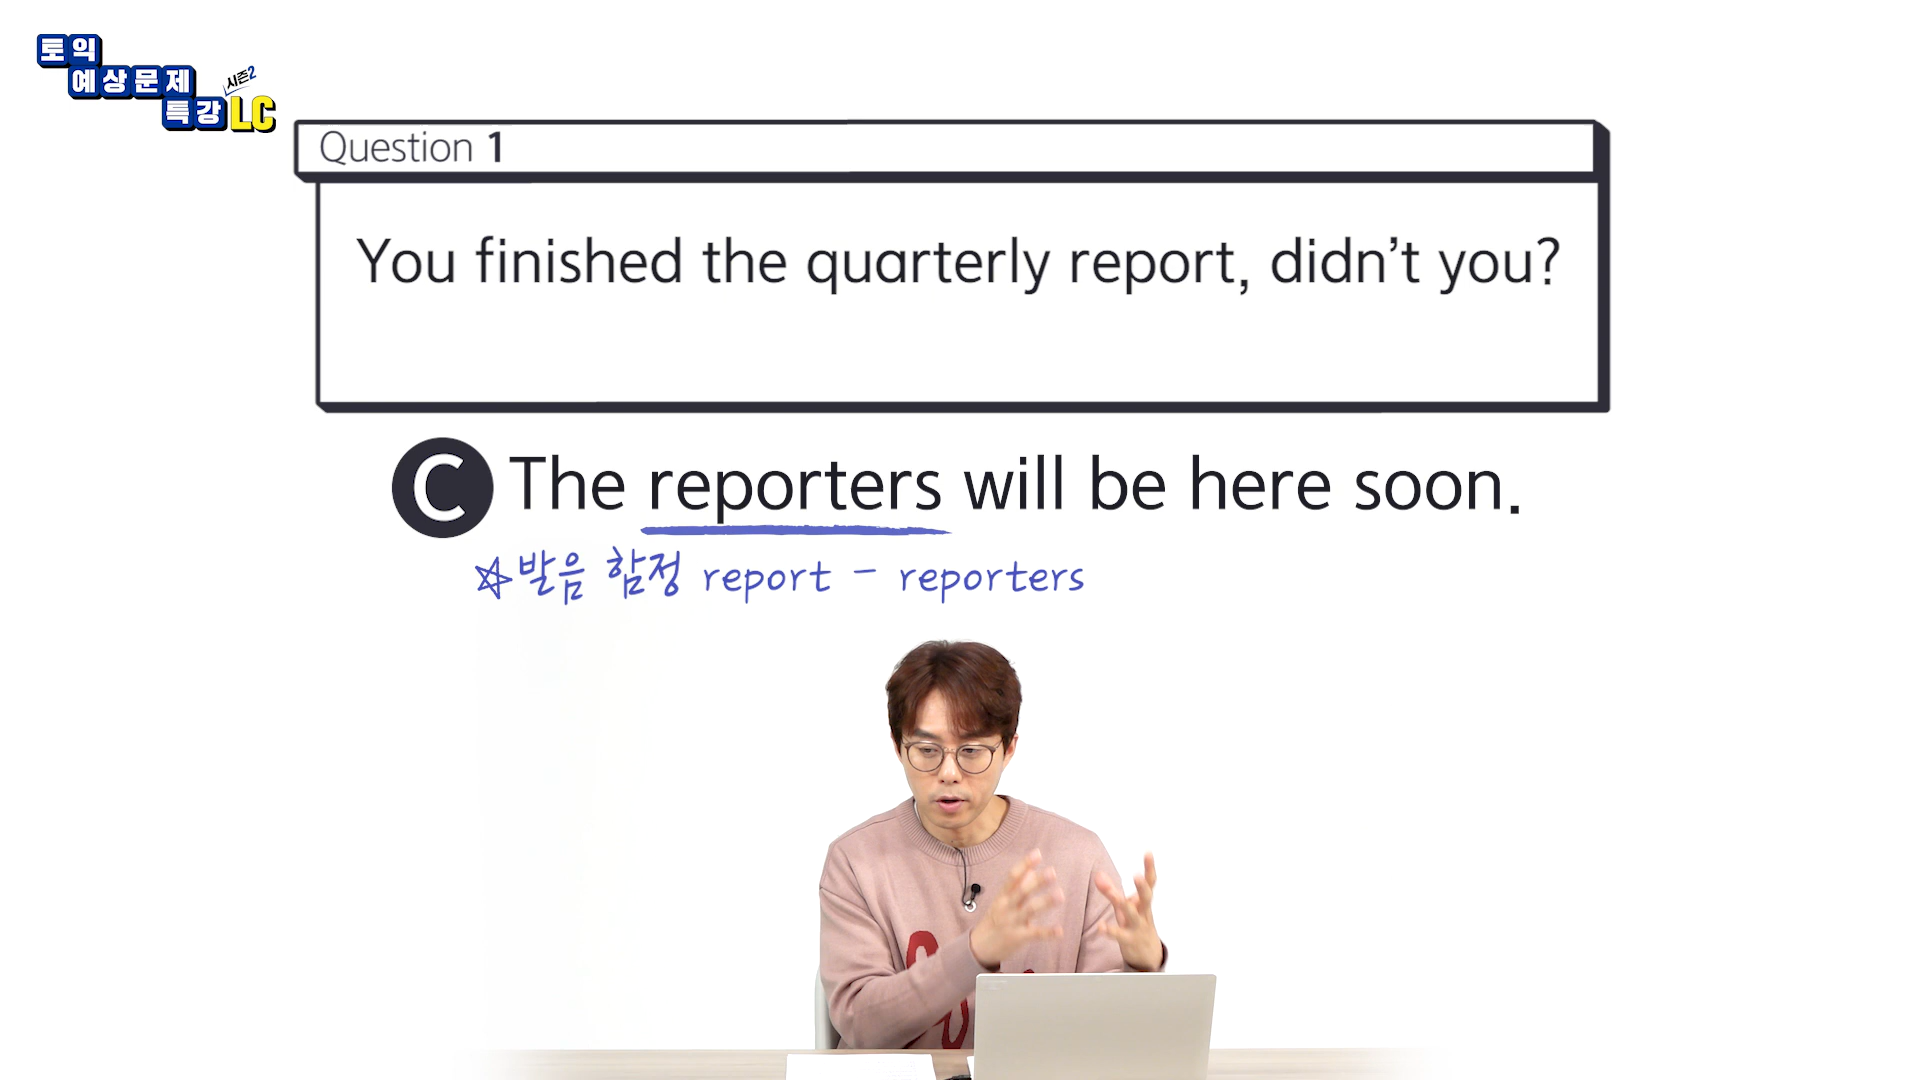 토익
예상문제
시즌2
특강 LC
Question 1
You finished the quarterly report, didn’t you?
C The reporters will be here soon.
☆발음 함정 report - reporters